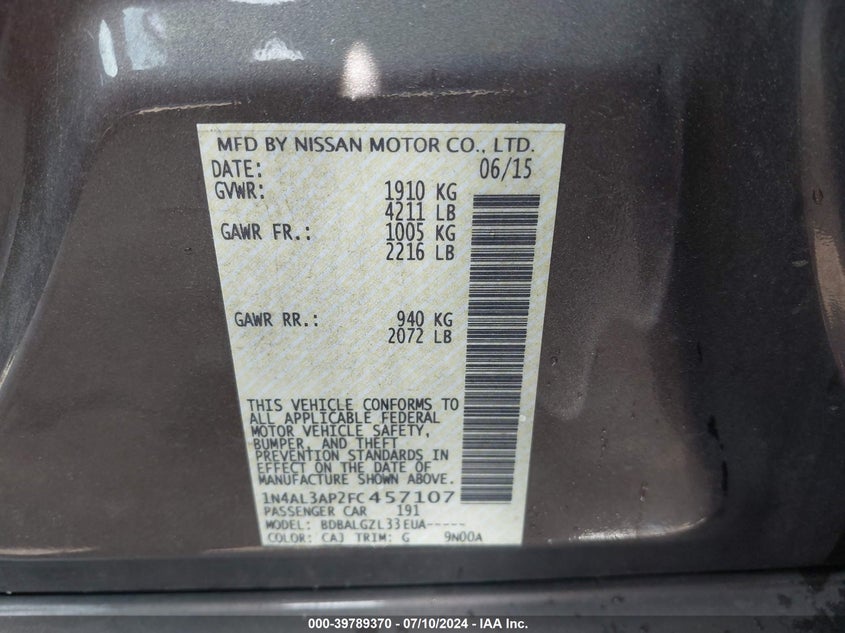 MFD BY NISSAN MOTOR CO., LTD.
DATE: 06/15
GVWR: 1910 KG
4211 LB
GAWR FR.: 1005 KG
2216 LB
GAWR RR.: 940 KG
2072 LB
THIS VEHICLE CONFORMS TO
ALL APPLICABLE FEDERAL
MOTOR VEHICLE SAFETY,
BUMPER, AND THEFT
PREVENTION STANDARDS IN
EFFECT ON THE DATE OF
MANUFACTURE SHOWN ABOVE.
1N4AL3AP2FC457107
PASSENGER CAR 191
MODEL: BDBALGZL33EUA-----
COLOR: CAJ TRIM: G 9N00A
000-39789370 - 07/10/2024 - IAA Inc.